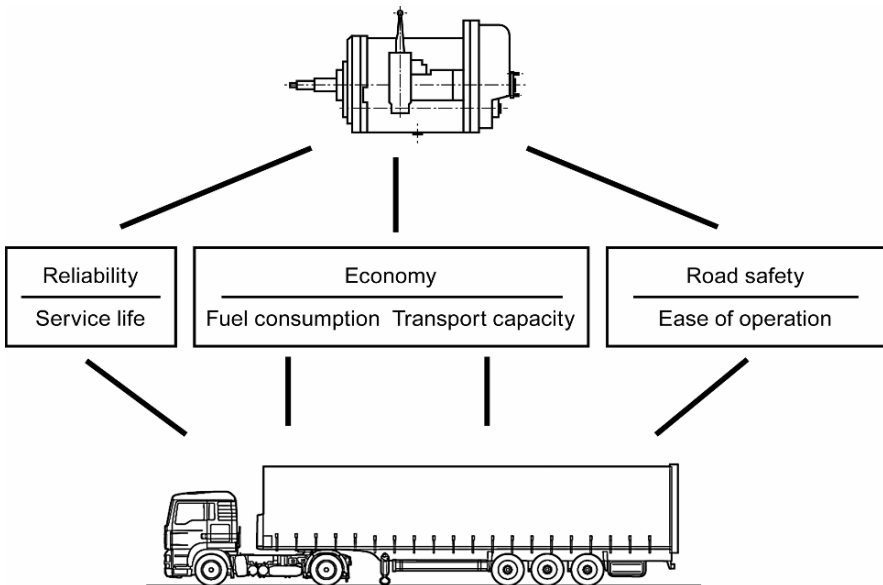 Reliability
Service life
Economy
Fuel consumption Transport capacity
Road safety
Ease of operation